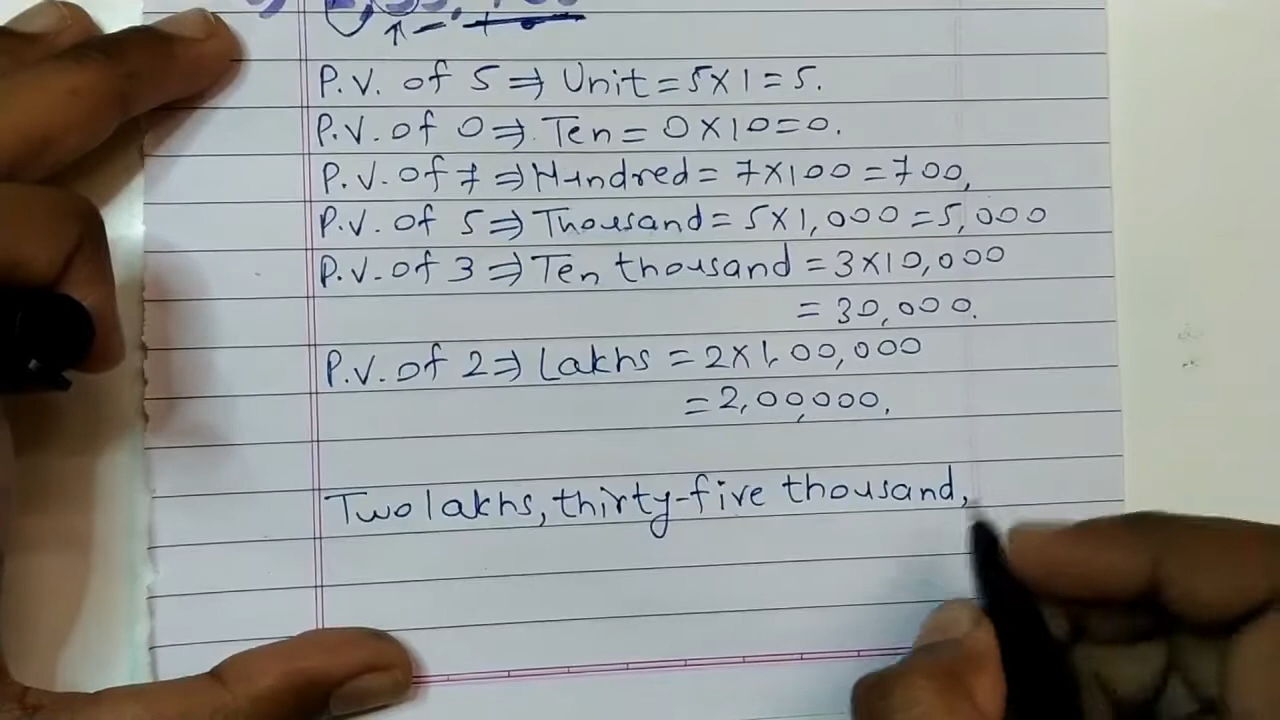 P.V. of 5 ⇒ Unit = 5×1 = 5.
P.V. of 0 ⇒ Ten = 0×10=0.
P.V. of 7 ⇒ Hundred = 7×100 = 700,
P.V. of 5 ⇒ Thousand = 5×1,000 = 5,000
P.V. of 3 ⇒ Ten thousand = 3×10,000
= 30,000.
P.V. of 2 ⇒ Lakhs = 2×1,00,000
= 2,00,000.
Two lakhs, thirty-five thousand,